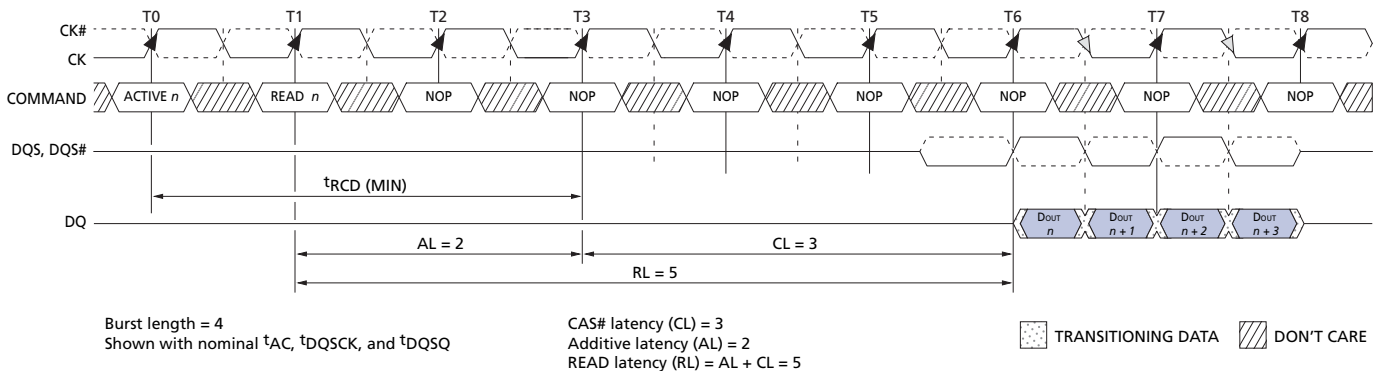 T0 T1 T2 T3 T4 T5 T6 T7 T8
CK#
CK
COMMAND ACTIVE n READ n NOP NOP NOP NOP NOP NOP NOP
DQS, DQS#
tRCD (MIN)
DQ DOUT n DOUT n + 1 DOUT n + 2 DOUT n + 3
AL = 2 CL = 3
RL = 5
Burst length = 4
Shown with nominal tAC, tDQSCK, and tDQSQ
CAS# latency (CL) = 3
Additive latency (AL) = 2
READ latency (RL) = AL + CL = 5
TRANSITIONING DATA DON'T CARE